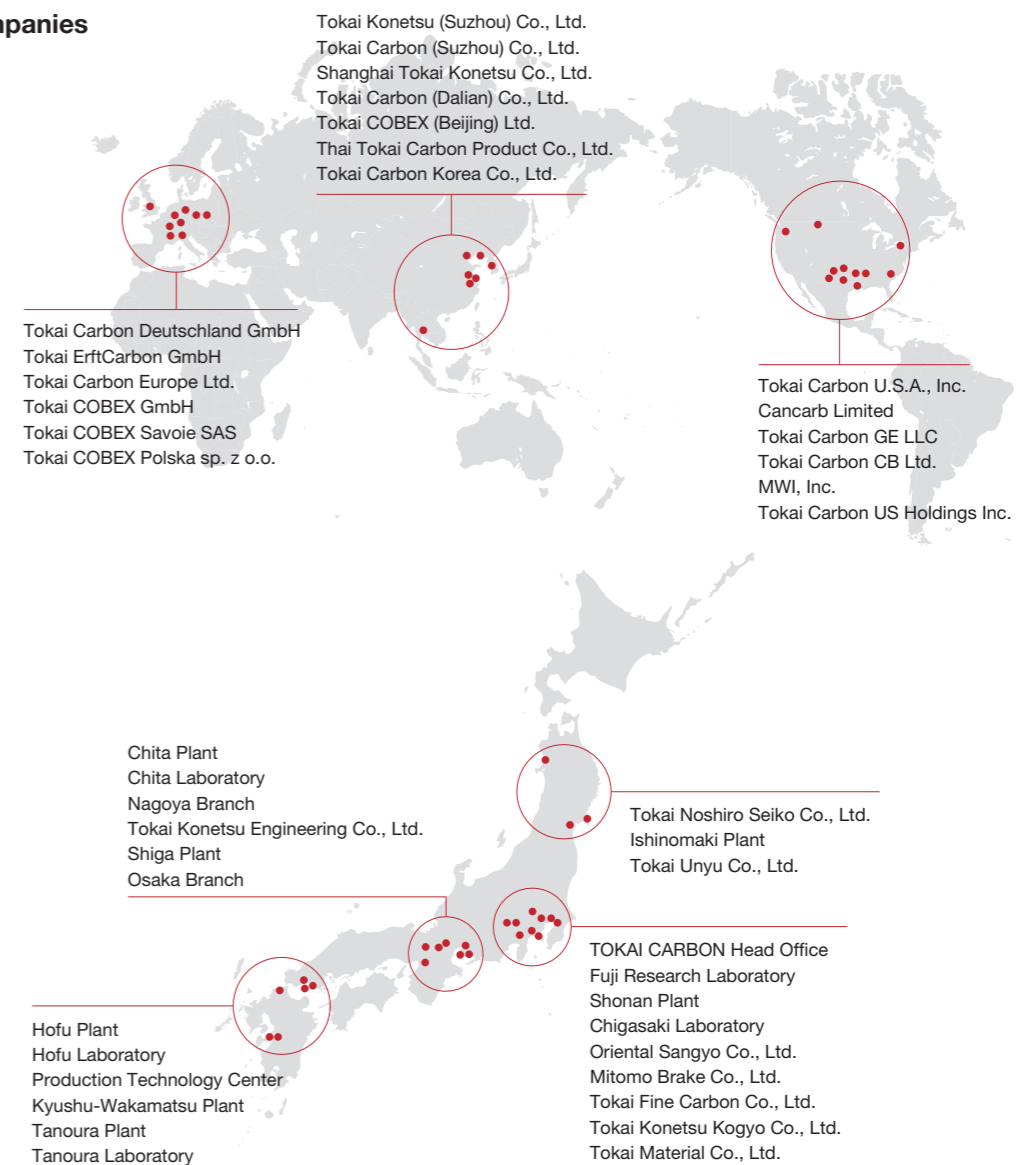 mpanies
Tokai Konetsu (Suzhou) Co., Ltd.
Tokai Carbon (Suzhou) Co., Ltd.
Shanghai Tokai Konetsu Co., Ltd.
Tokai Carbon (Dalian) Co., Ltd.
Tokai COBEX (Beijing) Ltd.
Thai Tokai Carbon Product Co., Ltd.
Tokai Carbon Korea Co., Ltd.
Tokai Carbon Deutschland GmbH
Tokai ErftCarbon GmbH
Tokai Carbon Europe Ltd.
Tokai COBEX GmbH
Tokai COBEX Savoie SAS
Tokai COBEX Polska sp. z o.o.
Tokai Carbon U.S.A., Inc.
Cancarb Limited
Tokai Carbon GE LLC
Tokai Carbon CB Ltd.
MWI, Inc.
Tokai Carbon US Holdings Inc.
Chita Plant
Chita Laboratory
Nagoya Branch
Tokai Konetsu Engineering Co., Ltd.
Shiga Plant
Osaka Branch
Tokai Noshiro Seiko Co., Ltd.
Ishinomaki Plant
Tokai Unyu Co., Ltd.
TOKAI CARBON Head Office
Fuji Research Laboratory
Shonan Plant
Chigasaki Laboratory
Oriental Sangyo Co., Ltd.
Mitomo Brake Co., Ltd.
Tokai Fine Carbon Co., Ltd.
Tokai Konetsu Kogyo Co., Ltd.
Tokai Material Co., Ltd.
Hofu Plant
Hofu Laboratory
Production Technology Center
Kyushu-Wakamatsu Plant
Tanoura Plant
Tanoura Laboratory